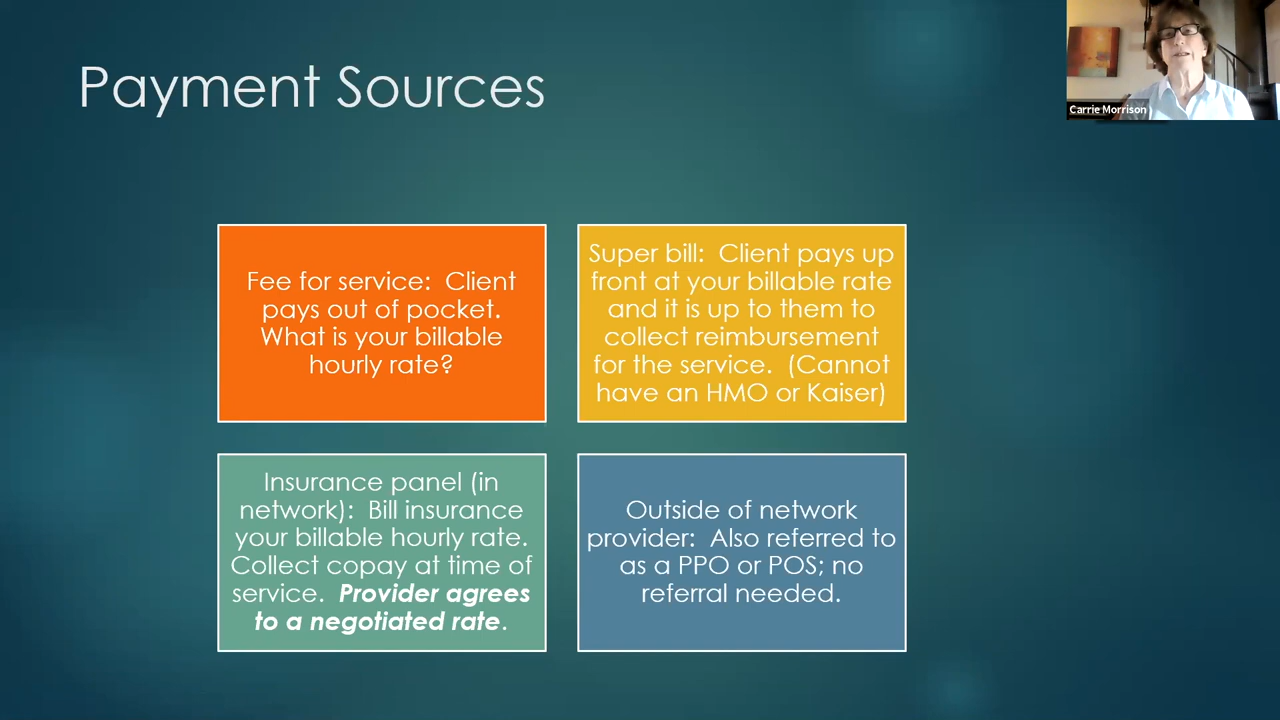 Payment Sources
Carrie Morrison
Fee for service:  Client
pays out of pocket.
What is your billable
hourly rate?
Super bill:  Client pays up
front at your billable rate
and it is up to them to
collect reimbursement
for the service.  (Cannot
have an HMO or Kaiser)
Insurance panel (in
network):  Bill insurance
your billable hourly rate.
Collect copay at time of
service.  Provider agrees
to a negotiated rate.
Outside of network
provider:  Also referred to
as a PPO or POS; no
referral needed.